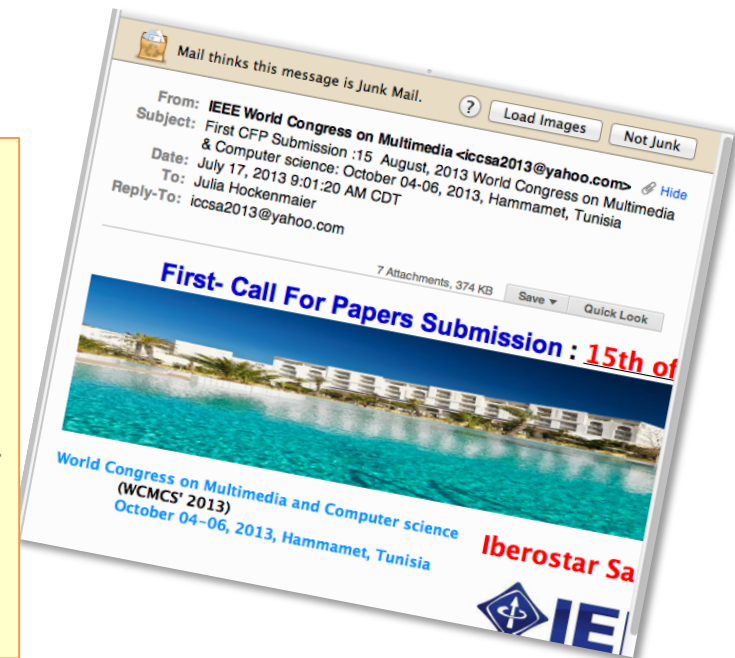 Mail thinks this message is Junk Mail.
? Load Images Not Junk
From: IEEE World Congress on Multimedia <iccsa2013@yahoo.com> Hide
Subject: First CFP Submission :15 August, 2013 World Congress on Multimedia
& Computer science: October 04-06, 2013, Hammamet, Tunisia
Date: July 17, 2013 9:01:20 AM CDT
To: Julia Hockenmaier
Reply-To: iccsa2013@yahoo.com
7 Attachments, 374 KB Save Quick Look
First- Call For Papers Submission : 15th of
World Congress on Multimedia and Computer science
(WCMCS' 2013)
October 04-06, 2013, Hammamet, Tunisia
Iberostar Sa
IE